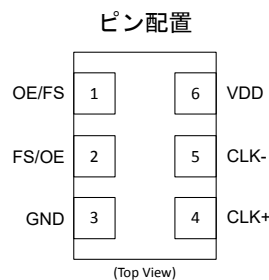 ピン配置
OE/FS 1 6 VDD
FS/OE 2 5 CLK-
GND 3 4 CLK+
(Top View)